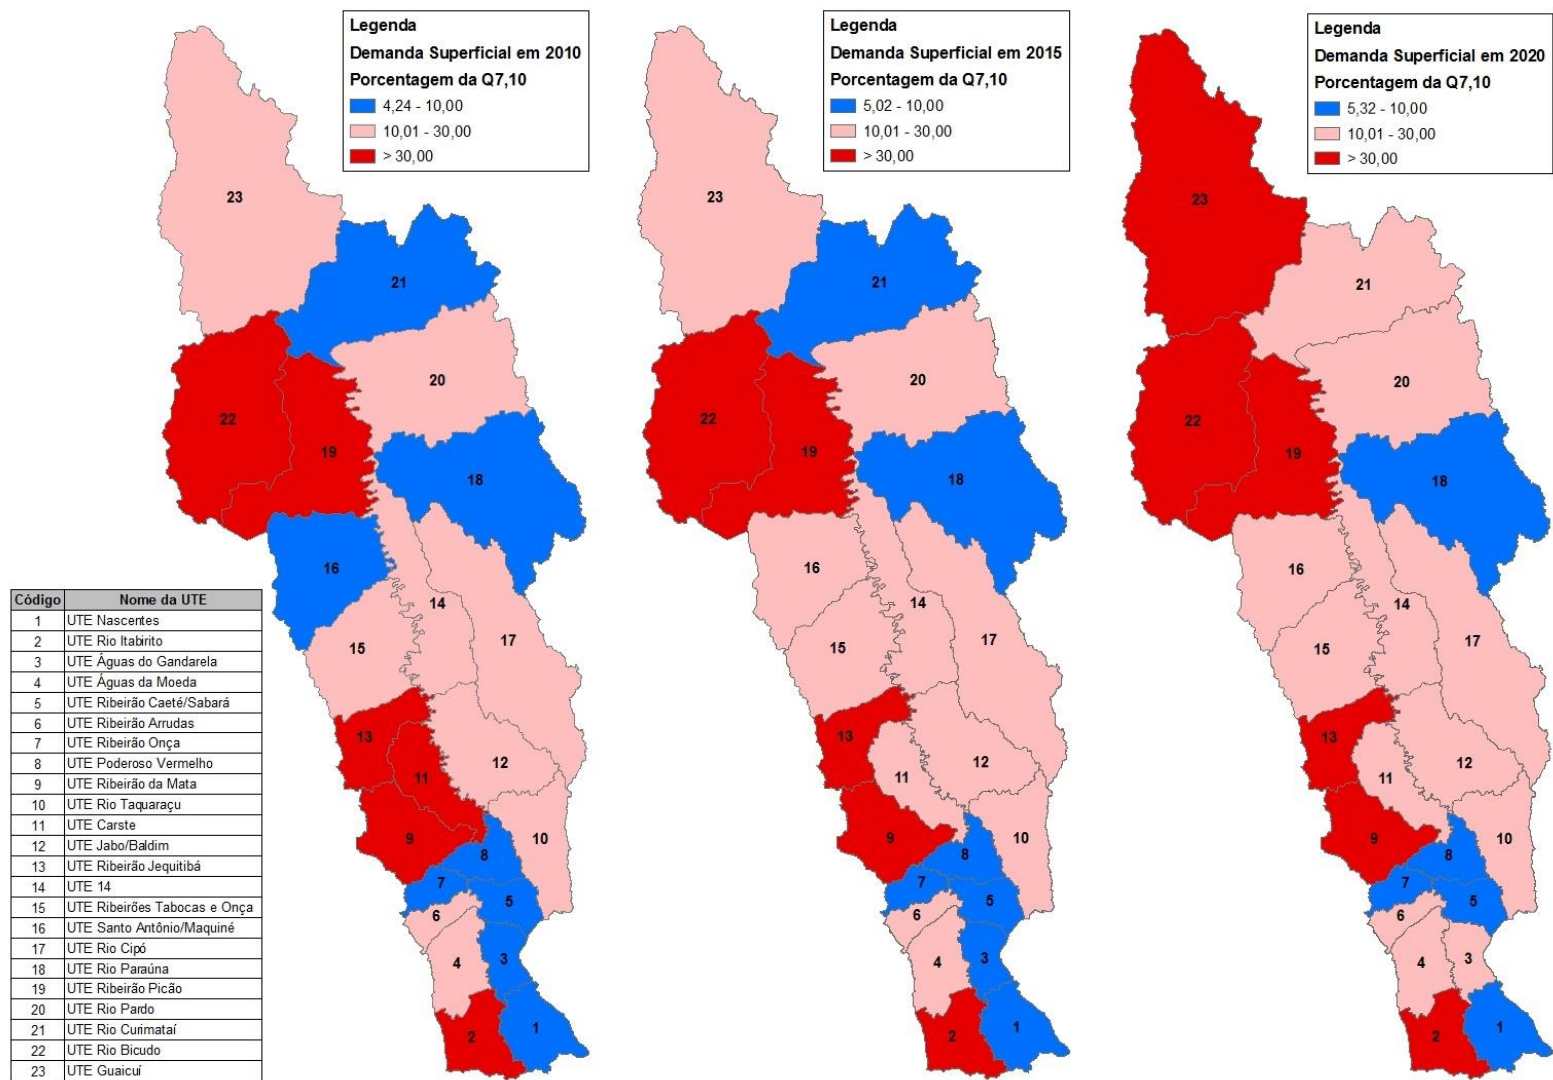 Legenda
Demanda Superficial em 2010
Porcentagem da Q7,10
4,24 - 10,00
10,01 - 30,00
> 30,00
23
21
20
22
19
18
16
14
17
15
13
12
11
9
10
8
7
5
6
3
4
2
1
Legenda
Demanda Superficial em 2015
Porcentagem da Q7,10
5,02 - 10,00
10,01 - 30,00
> 30,00
23
21
20
22
19
18
16
14
17
15
13
12
11
9
10
8
7
5
6
3
4
2
1
Legenda
Demanda Superficial em 2020
Porcentagem da Q7,10
5,32 - 10,00
10,01 - 30,00
> 30,00
23
21
20
22
19
18
16
14
17
15
13
12
11
9
10
8
7
5
6
3
4
2
1
Código Nome da UTE
1 UTE Nascentes
2 UTE Rio Itabirito
3 UTE Águas do Gandarela
4 UTE Águas da Moeda
5 UTE Ribeirão Caeté/Sabará
6 UTE Ribeirão Arrudas
7 UTE Ribeirão Onça
8 UTE Poderoso Vermelho
9 UTE Ribeirão da Mata
10 UTE Rio Taquaraçu
11 UTE Carste
12 UTE Jabo/Baldim
13 UTE Ribeirão Jequitibá
14 UTE 14
15 UTE Ribeirões Tabocas e Onça
16 UTE Santo Antônio/Maquiné
17 UTE Rio Cipó
18 UTE Rio Paraúna
19 UTE Ribeirão Picão
20 UTE Rio Pardo
21 UTE Rio Curimataí
22 UTE Rio Bicudo
23 UTE Guaicuí